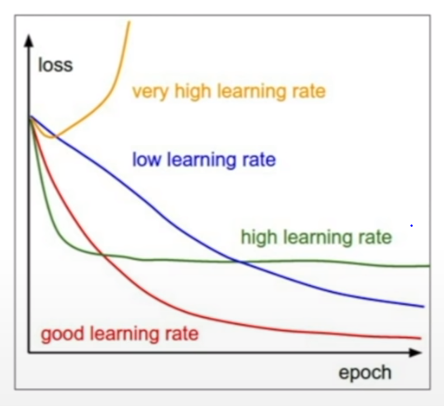 loss
very high learning rate
low learning rate
high learning rate
good learning rate
epoch